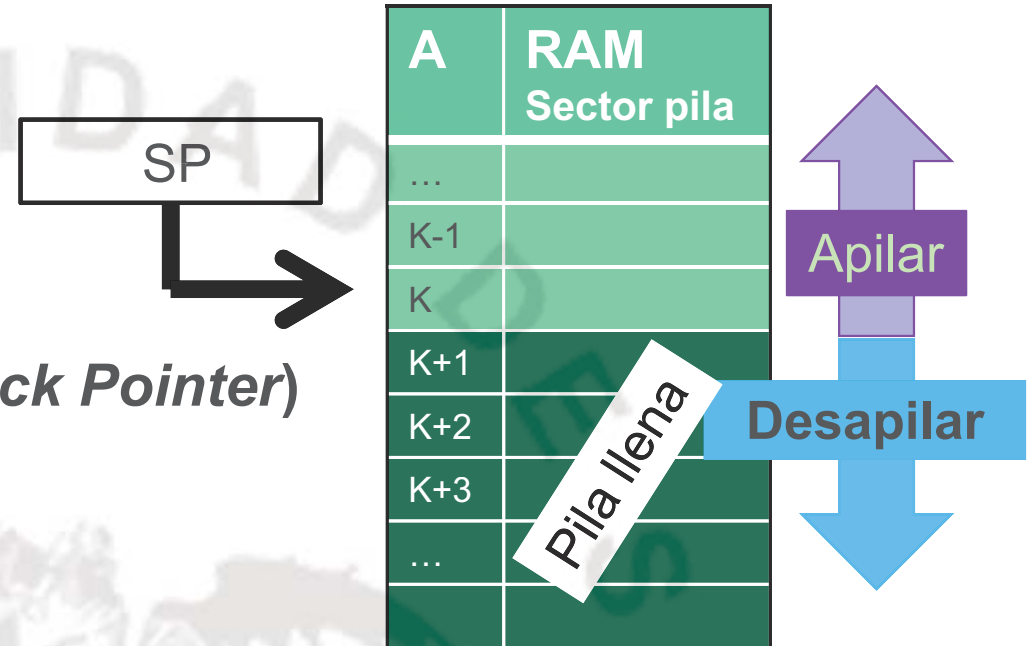 A RAM
Sector pila
SP
…
K-1
K
K+1
K+2
K+3
…
Apilar
Desapilar
Pila llena
ck Pointer)